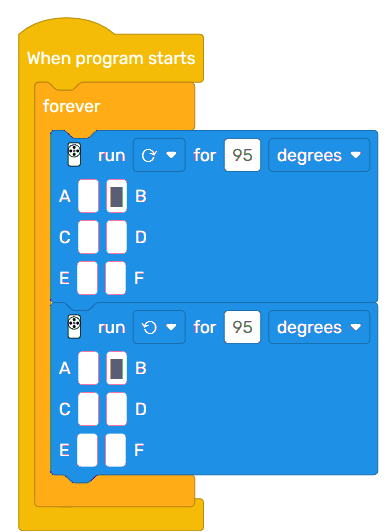 When program starts
forever
run for 95 degrees
A B
C D
E F
run for 95 degrees
A B
C D
E F